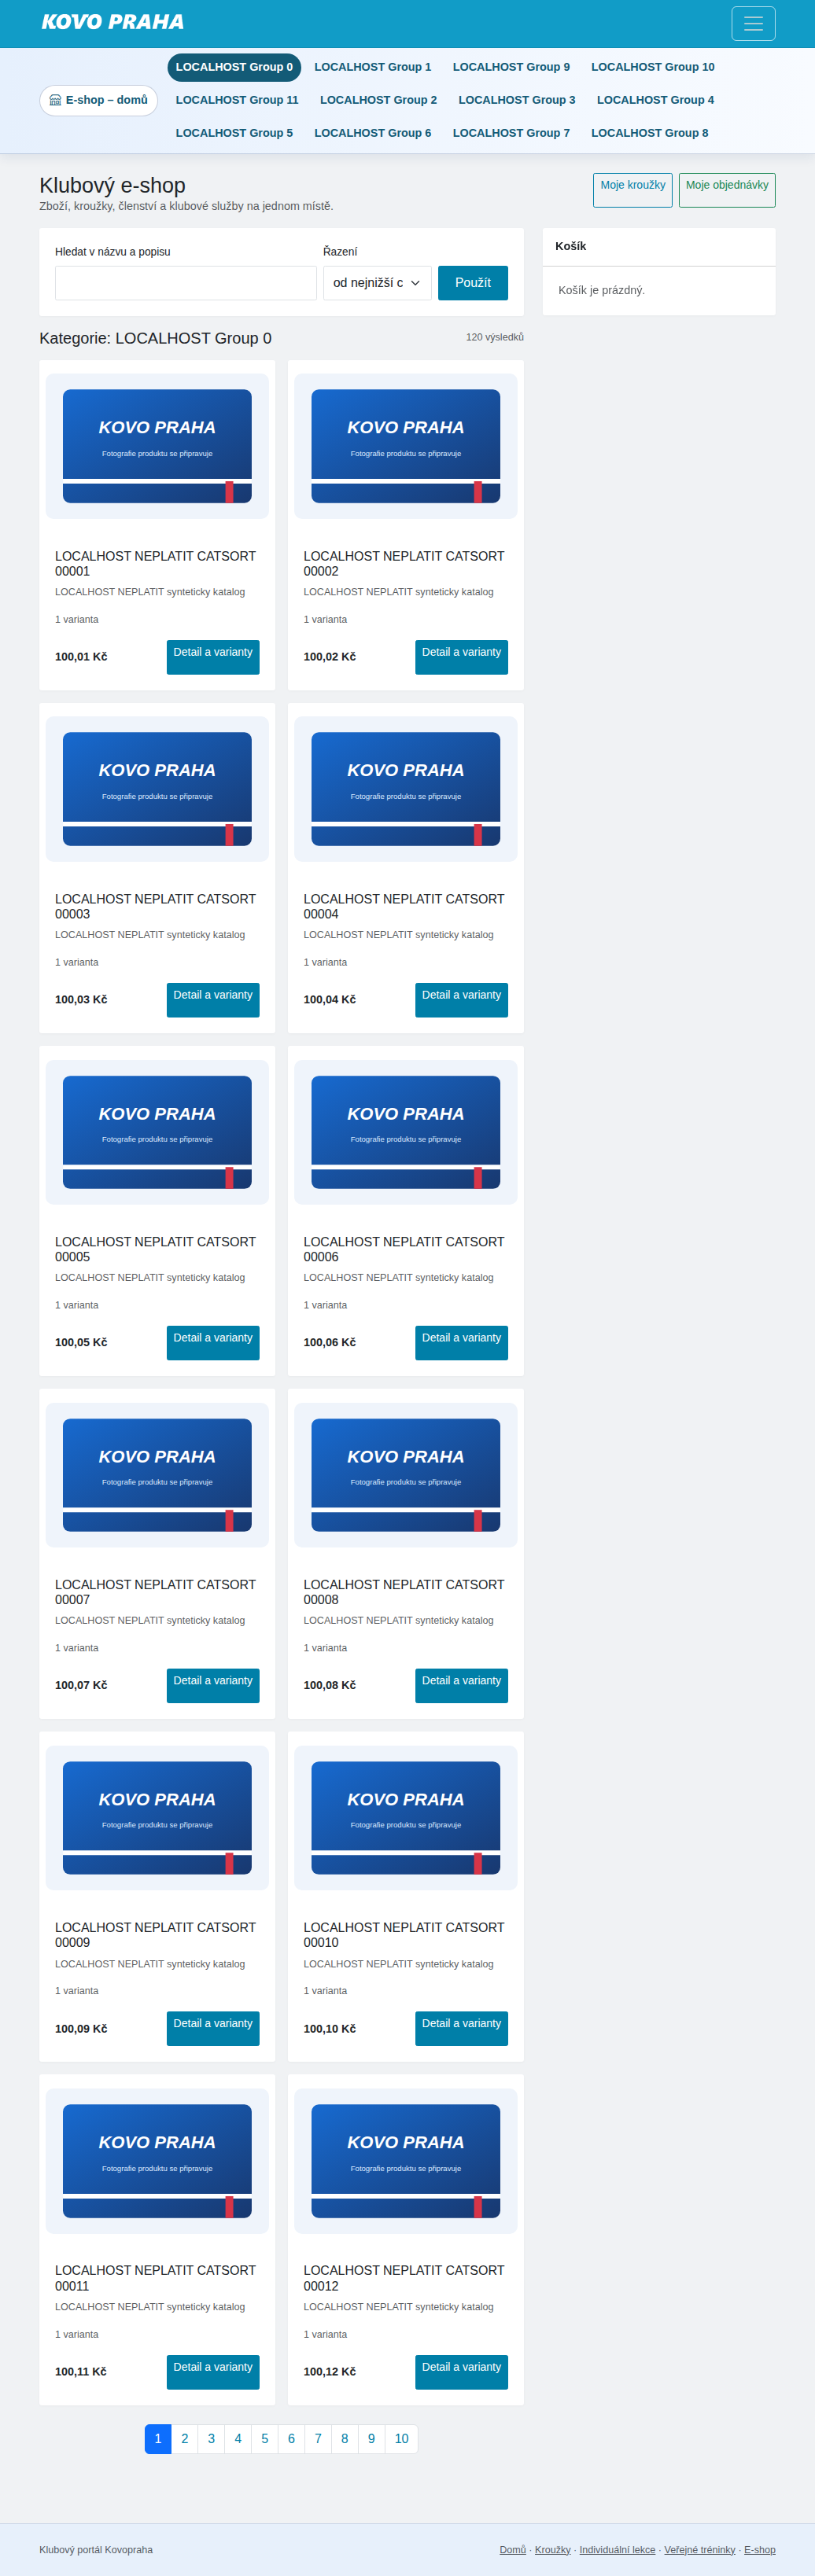 KOVO PRAHA
E-shop – domů
LOCALHOST Group 0 LOCALHOST Group 1 LOCALHOST Group 9 LOCALHOST Group 10
LOCALHOST Group 11 LOCALHOST Group 2 LOCALHOST Group 3 LOCALHOST Group 4
LOCALHOST Group 5 LOCALHOST Group 6 LOCALHOST Group 7 LOCALHOST Group 8
Klubový e-shop
Zboží, kroužky, členství a klubové služby na jednom místě.
Moje kroužky Moje objednávky
Hledat v názvu a popisu Řazení
od nejnižší c Použít
Košík
Košík je prázdný.
Kategorie: LOCALHOST Group 0 120 výsledků
KOVO PRAHA
Fotografie produktu se připravuje
LOCALHOST NEPLATIT CATSORT
00001
LOCALHOST NEPLATIT synteticky katalog
1 varianta
100,01 Kč Detail a varianty
KOVO PRAHA
Fotografie produktu se připravuje
LOCALHOST NEPLATIT CATSORT
00002
LOCALHOST NEPLATIT synteticky katalog
1 varianta
100,02 Kč Detail a varianty
KOVO PRAHA
Fotografie produktu se připravuje
LOCALHOST NEPLATIT CATSORT
00003
LOCALHOST NEPLATIT synteticky katalog
1 varianta
100,03 Kč Detail a varianty
KOVO PRAHA
Fotografie produktu se připravuje
LOCALHOST NEPLATIT CATSORT
00004
LOCALHOST NEPLATIT synteticky katalog
1 varianta
100,04 Kč Detail a varianty
KOVO PRAHA
Fotografie produktu se připravuje
LOCALHOST NEPLATIT CATSORT
00005
LOCALHOST NEPLATIT synteticky katalog
1 varianta
100,05 Kč Detail a varianty
KOVO PRAHA
Fotografie produktu se připravuje
LOCALHOST NEPLATIT CATSORT
00006
LOCALHOST NEPLATIT synteticky katalog
1 varianta
100,06 Kč Detail a varianty
KOVO PRAHA
Fotografie produktu se připravuje
LOCALHOST NEPLATIT CATSORT
00007
LOCALHOST NEPLATIT synteticky katalog
1 varianta
100,07 Kč Detail a varianty
KOVO PRAHA
Fotografie produktu se připravuje
LOCALHOST NEPLATIT CATSORT
00008
LOCALHOST NEPLATIT synteticky katalog
1 varianta
100,08 Kč Detail a varianty
KOVO PRAHA
Fotografie produktu se připravuje
LOCALHOST NEPLATIT CATSORT
00009
LOCALHOST NEPLATIT synteticky katalog
1 varianta
100,09 Kč Detail a varianty
KOVO PRAHA
Fotografie produktu se připravuje
LOCALHOST NEPLATIT CATSORT
00010
LOCALHOST NEPLATIT synteticky katalog
1 varianta
100,10 Kč Detail a varianty
KOVO PRAHA
Fotografie produktu se připravuje
LOCALHOST NEPLATIT CATSORT
00011
LOCALHOST NEPLATIT synteticky katalog
1 varianta
100,11 Kč Detail a varianty
KOVO PRAHA
Fotografie produktu se připravuje
LOCALHOST NEPLATIT CATSORT
00012
LOCALHOST NEPLATIT synteticky katalog
1 varianta
100,12 Kč Detail a varianty
1 2 3 4 5 6 7 8 9 10
Klubový portál Kovopraha Domů · Kroužky · Individuální lekce · Veřejné tréninky · E-shop